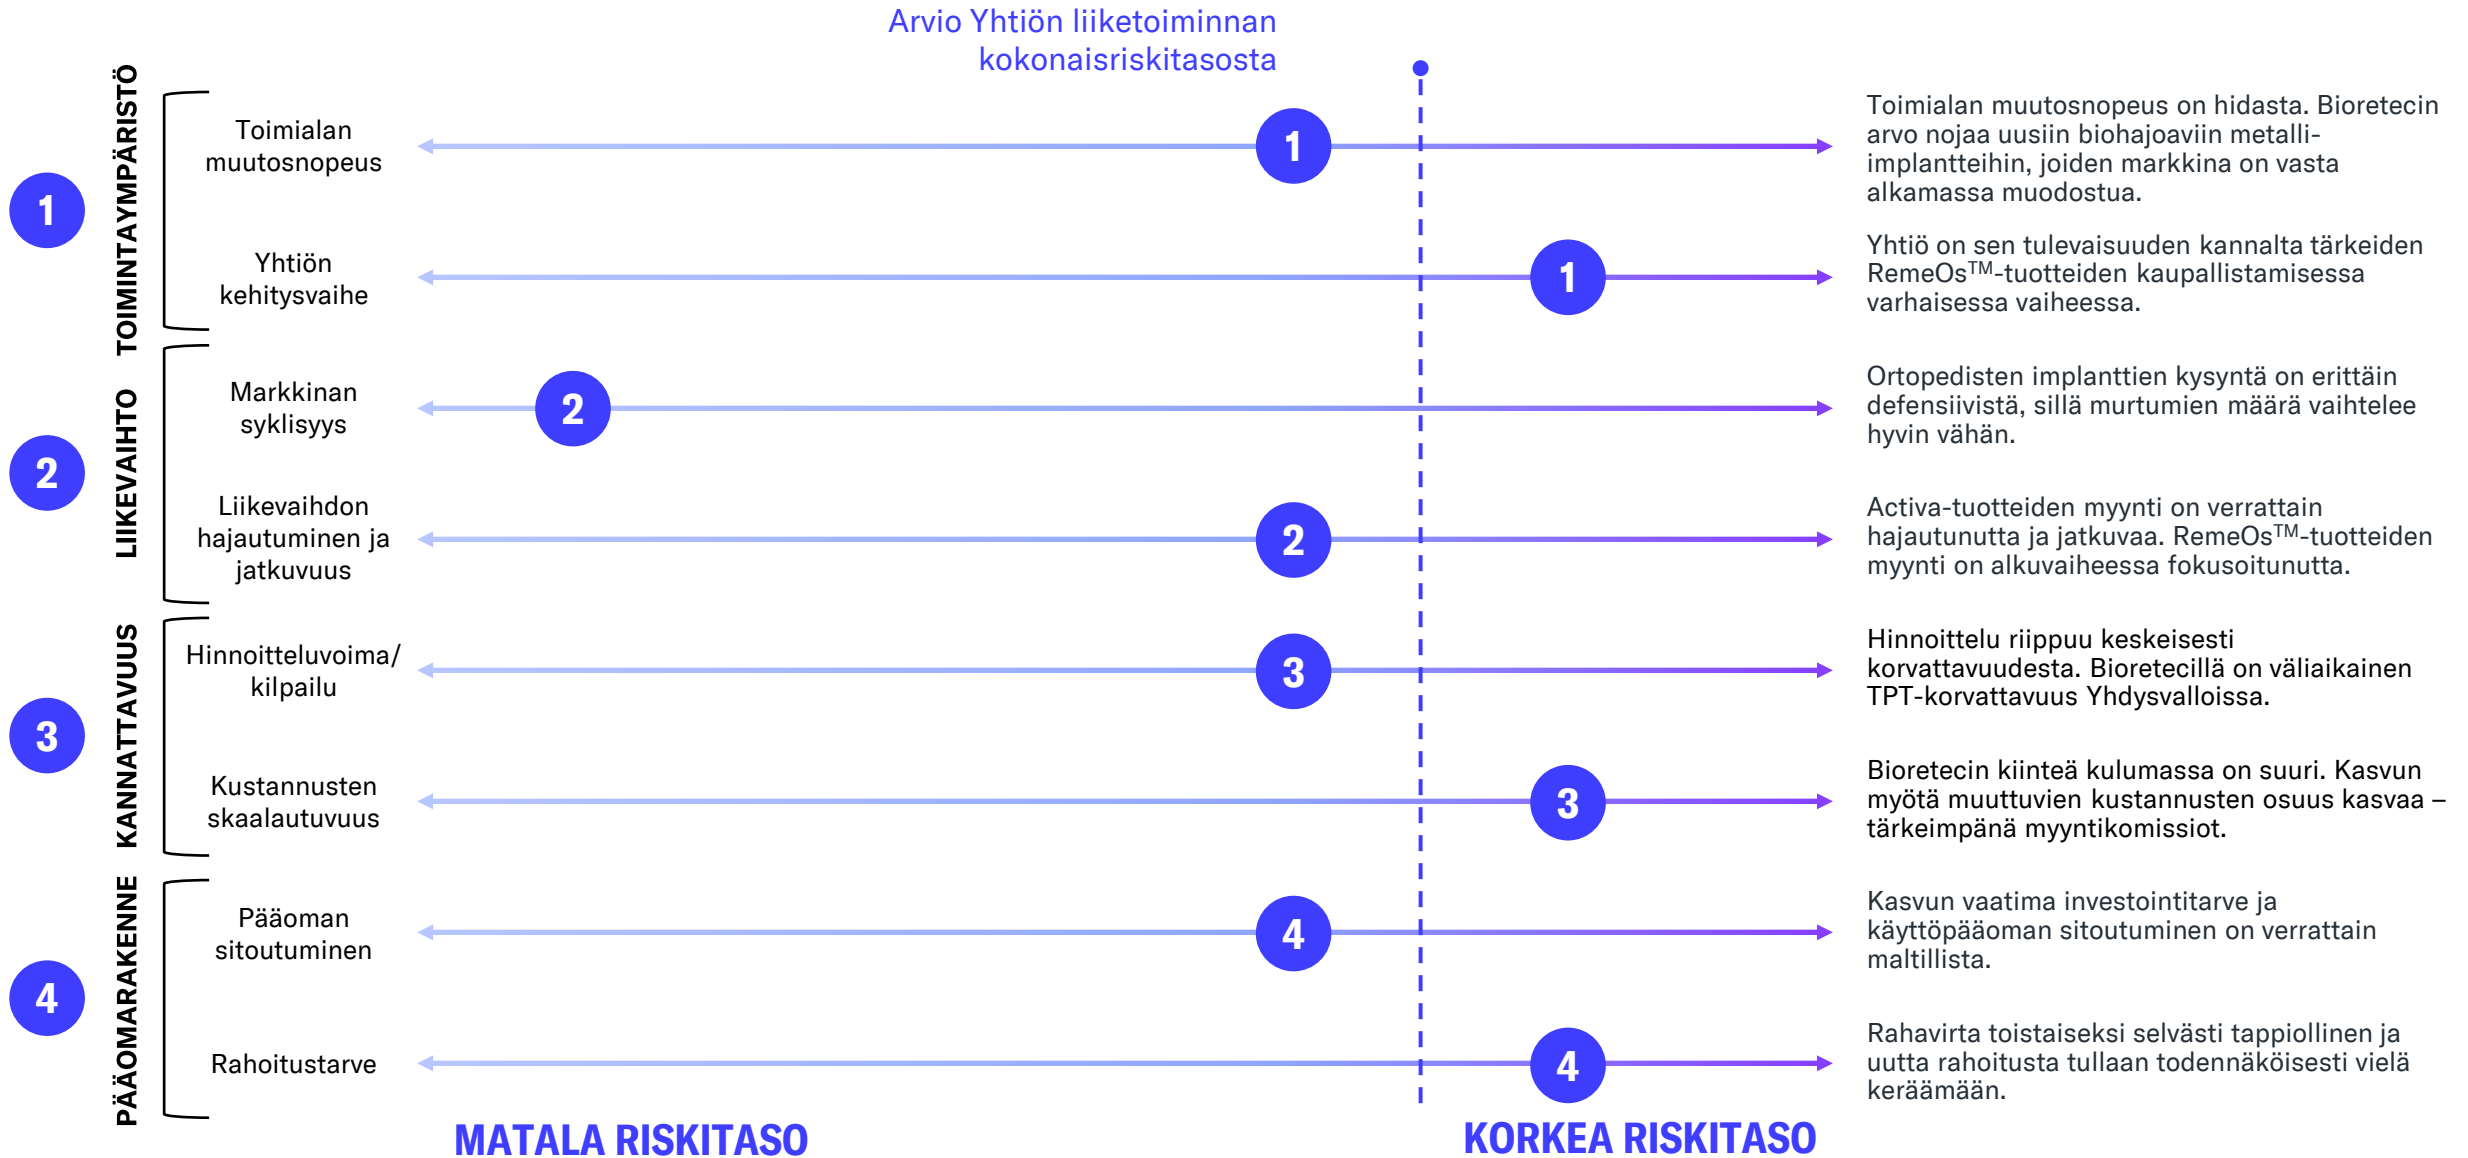 Arvio Yhtiön liiketoiminnan
kokonaisriskitasosta
1
TOIMINTAYMPÄRISTÖ
Toimialan
muutosnopeus
1
Toimialan muutosnopeus on hidasta. Bioretecin
arvo nojaa uusiin biohajoaviin metalli-
implantteihin, joiden markkina on vasta
alkamassa muodostua.
Yhtiön
kehitysvaihe
1
Yhtiö on sen tulevaisuuden kannalta tärkeiden
RemeOs™-tuotteiden kaupallistamisessa
varhaisessa vaiheessa.
2
LIIKEVAIHTO
Markkinan
syklisyys
2
Ortopedisten implanttien kysyntä on erittäin
defensiivistä, sillä murtumien määrä vaihtelee
hyvin vähän.
Liikevaihdon
hajautuminen ja
jatkuvuus
2
Activa-tuotteiden myynti on verrattain
hajautunutta ja jatkuvaa. RemeOs™-tuotteiden
myynti on alkuvaiheessa fokusoitunutta.
3
KANNATTAVUUS
Hinnoitteluvoima/
kilpailu
3
Hinnoittelu riippuu keskeisesti
korvattavuudesta. Bioretecillä on väliaikainen
TPT-korvattavuus Yhdysvalloissa.
Kustannusten
skaalautuvuus
3
Bioretecin kiinteä kulumassa on suuri. Kasvun
myötä muuttuvien kustannusten osuus kasvaa –
tärkeimpänä myyntikomissiot.
4
PÄÄOMARAKENNE
Pääoman
sitoutuminen
4
Kasvun vaatima investointitarve ja
käyttöpääoman sitoutuminen on verrattain
maltillista.
Rahoitustarve
4
Rahavirta toistaiseksi selvästi tappiollinen ja
uutta rahoitusta tullaan todennäköisesti vielä
keräämään.
MATALA RISKITASO
KORKEA RISKITASO